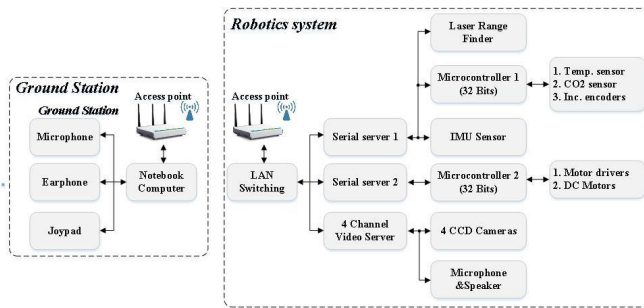 Robotics system
Laser Range
Finder
Ground Station
Ground Station
Access point
Access point
Microcontroller 1
(32 Bits)
1. Temp. sensor
2. CO2 sensor
3. Inc. encoders
Microphone
Serial server 1
IMU Sensor
Earphone
Notebook
Computer
LAN
Switching
Serial server 2
Microcontroller 2
(32 Bits)
1. Motor drivers
2. DC Motors
Joypad
4 Channel
Video Server
4 CCD Cameras
Microphone
&Speaker